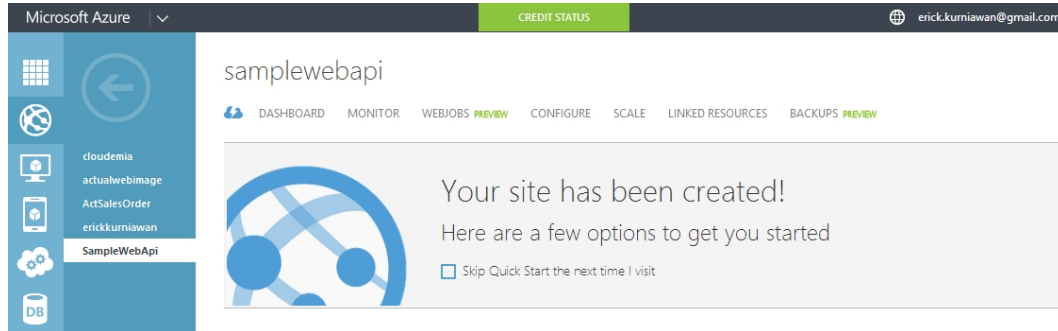 Microsoft Azure CREDIT STATUS erick.kurniawan@gmail.com
samplewebapi
DASHBOARD MONITOR WEBJOBS PREVIEW CONFIGURE SCALE LINKED RESOURCES BACKUPS PREVIEW
cloudemia
actualwebimage
ActSalesOrder
erickkurniawan
SampleWebApi
Your site has been created!
Here are a few options to get you started
Skip Quick Start the next time I visit
DB